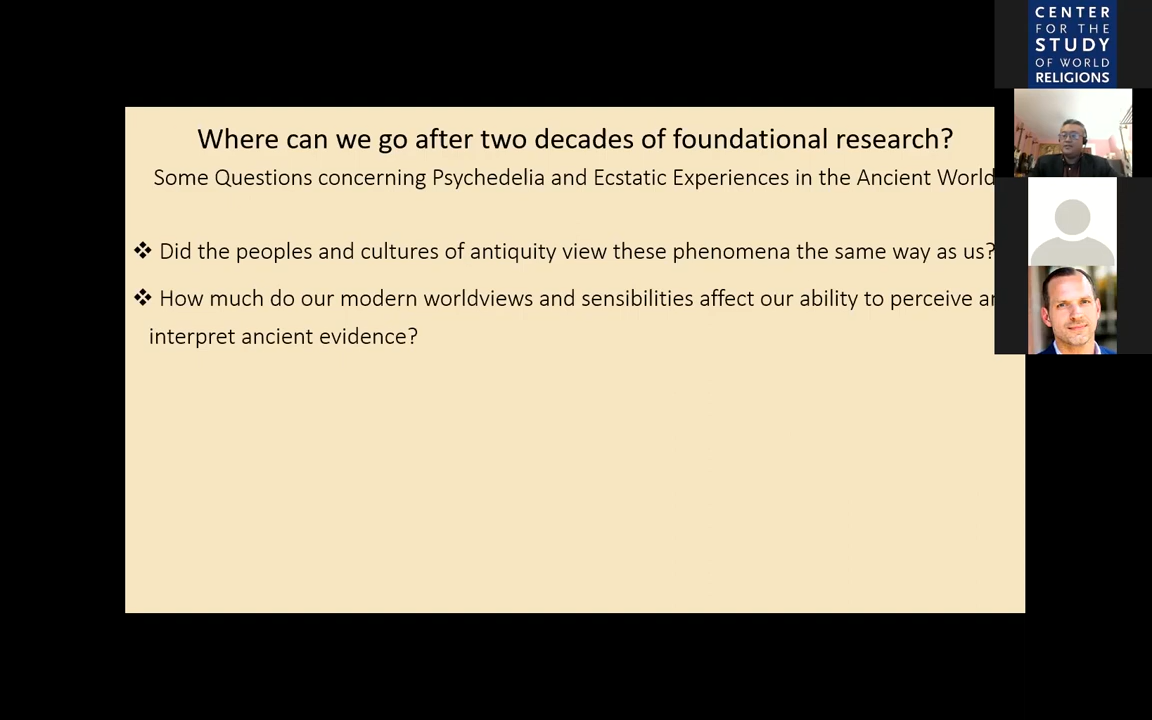 CENTER
FOR THE
STUDY
OF WORLD
RELIGIONS
Where can we go after two decades of foundational research?
Some Questions concerning Psychedelia and Ecstatic Experiences in the Ancient World
❖ Did the peoples and cultures of antiquity view these phenomena the same way as us?
❖ How much do our modern worldviews and sensibilities affect our ability to perceive
interpret ancient evidence?